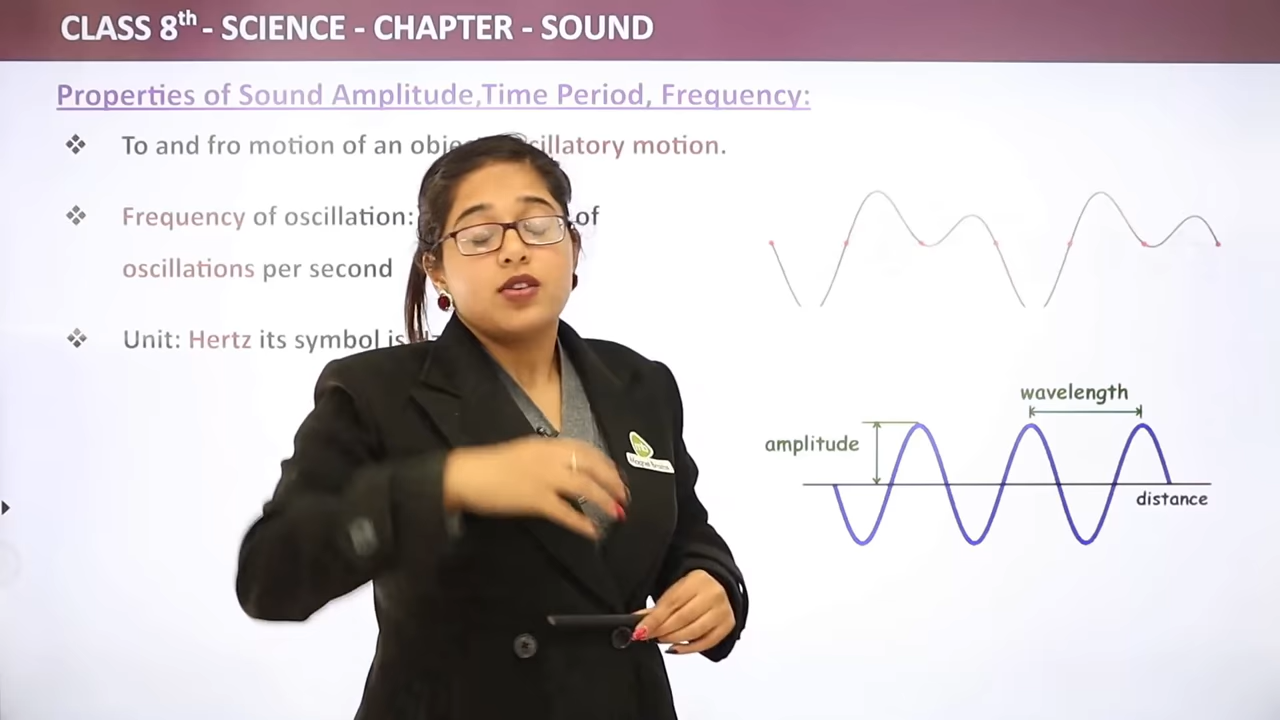 CLASS 8th - SCIENCE - CHAPTER - SOUND
Properties of Sound Amplitude,Time Period, Frequency:
To and fro motion of an obje cillatory motion.
Frequency of oscillation: of
oscillations per second
Unit: Hertz its symbol is
wavelength
amplitude
distance